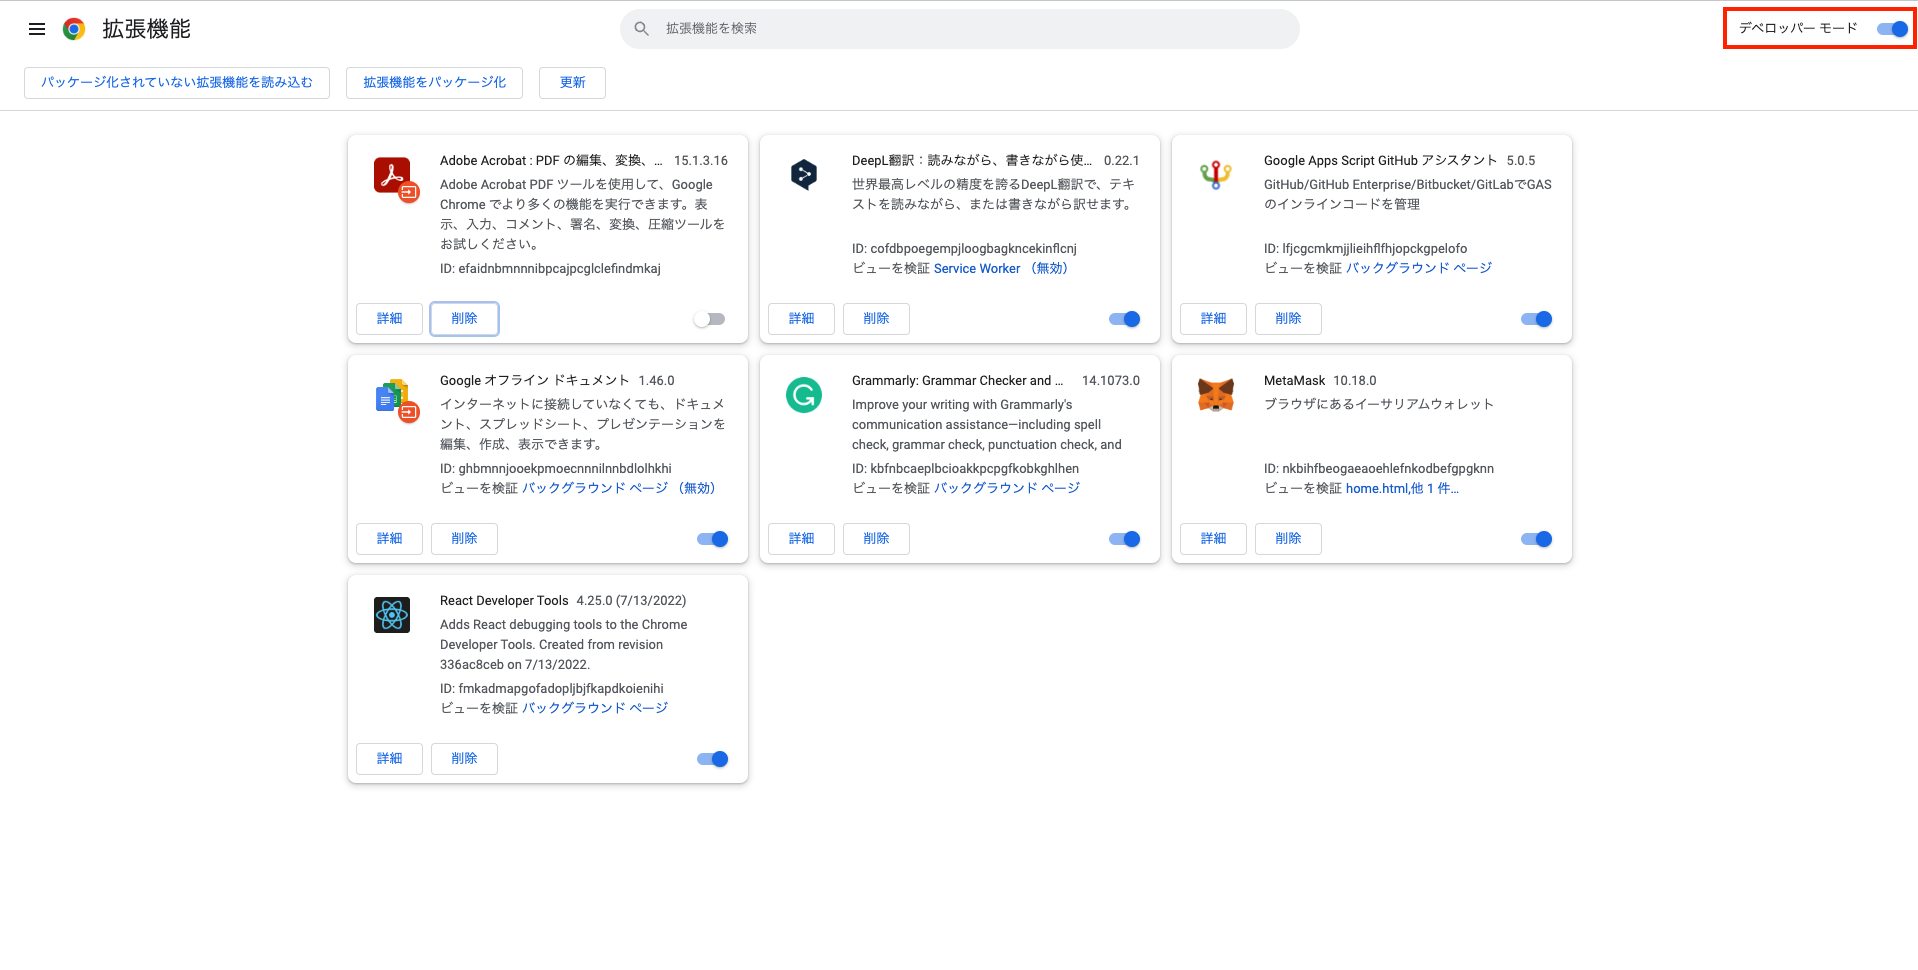 拡張機能
拡張機能を検索
デベロッパー モード
パッケージ化されていない拡張機能を読み込む
拡張機能をパッケージ化
更新
Adobe Acrobat : PDF の編集、変換、... 15.1.3.16
Adobe Acrobat PDF ツールを使用して、Google
Chrome でより多くの機能を実行できます。表
示、入力、コメント、署名、変換、圧縮ツールを
お試しください。
ID: efaidnbmnnnibpcajpcglclefindmkaj
詳細
削除
DeepL翻訳：読みながら、書きながら使... 0.22.1
世界最高レベルの精度を誇るDeepL翻訳で、テキ
ストを読みながら、または書きながら訳せます。
ID: cofdbpoegempjloogbagkncekinflcnj
ビューを検証 Service Worker （無効）
詳細
削除
Google Apps Script GitHub アシスタント 5.0.5
GitHub/GitHub Enterprise/Bitbucket/GitLabでGAS
のインラインコードを管理
ID: lfjcgcmkmjjlieihflfhjopckgpelofo
ビューを検証 バックグラウンド ページ
詳細
削除
Google オフライン ドキュメント 1.46.0
インターネットに接続していなくても、ドキュメ
ント、スプレッドシート、プレゼンテーションを
編集、作成、表示できます。
ID: ghbmnnjooekpmoecnnnilnnbdlolhkhi
ビューを検証 バックグラウンド ページ （無効）
詳細
削除
Grammarly: Grammar Checker and ... 14.1073.0
Improve your writing with Grammarly's
communication assistance—including spell
check, grammar check, punctuation check, and
ID: kbfnbcaeplbcioakkpcpgfkobkghlhen
ビューを検証 バックグラウンド ページ
詳細
削除
MetaMask 10.18.0
ブラウザにあるイーサリアムウォレット
ID: nkbihfbeogaeaoehlefnkodbefgpgknn
ビューを検証 home.html,他 1 件...
詳細
削除
React Developer Tools 4.25.0 (7/13/2022)
Adds React debugging tools to the Chrome
Developer Tools. Created from revision
336ac8ceb on 7/13/2022.
ID: fmkadmapgofadopljbjfkapdkoienihi
ビューを検証 バックグラウンド ページ
詳細
削除